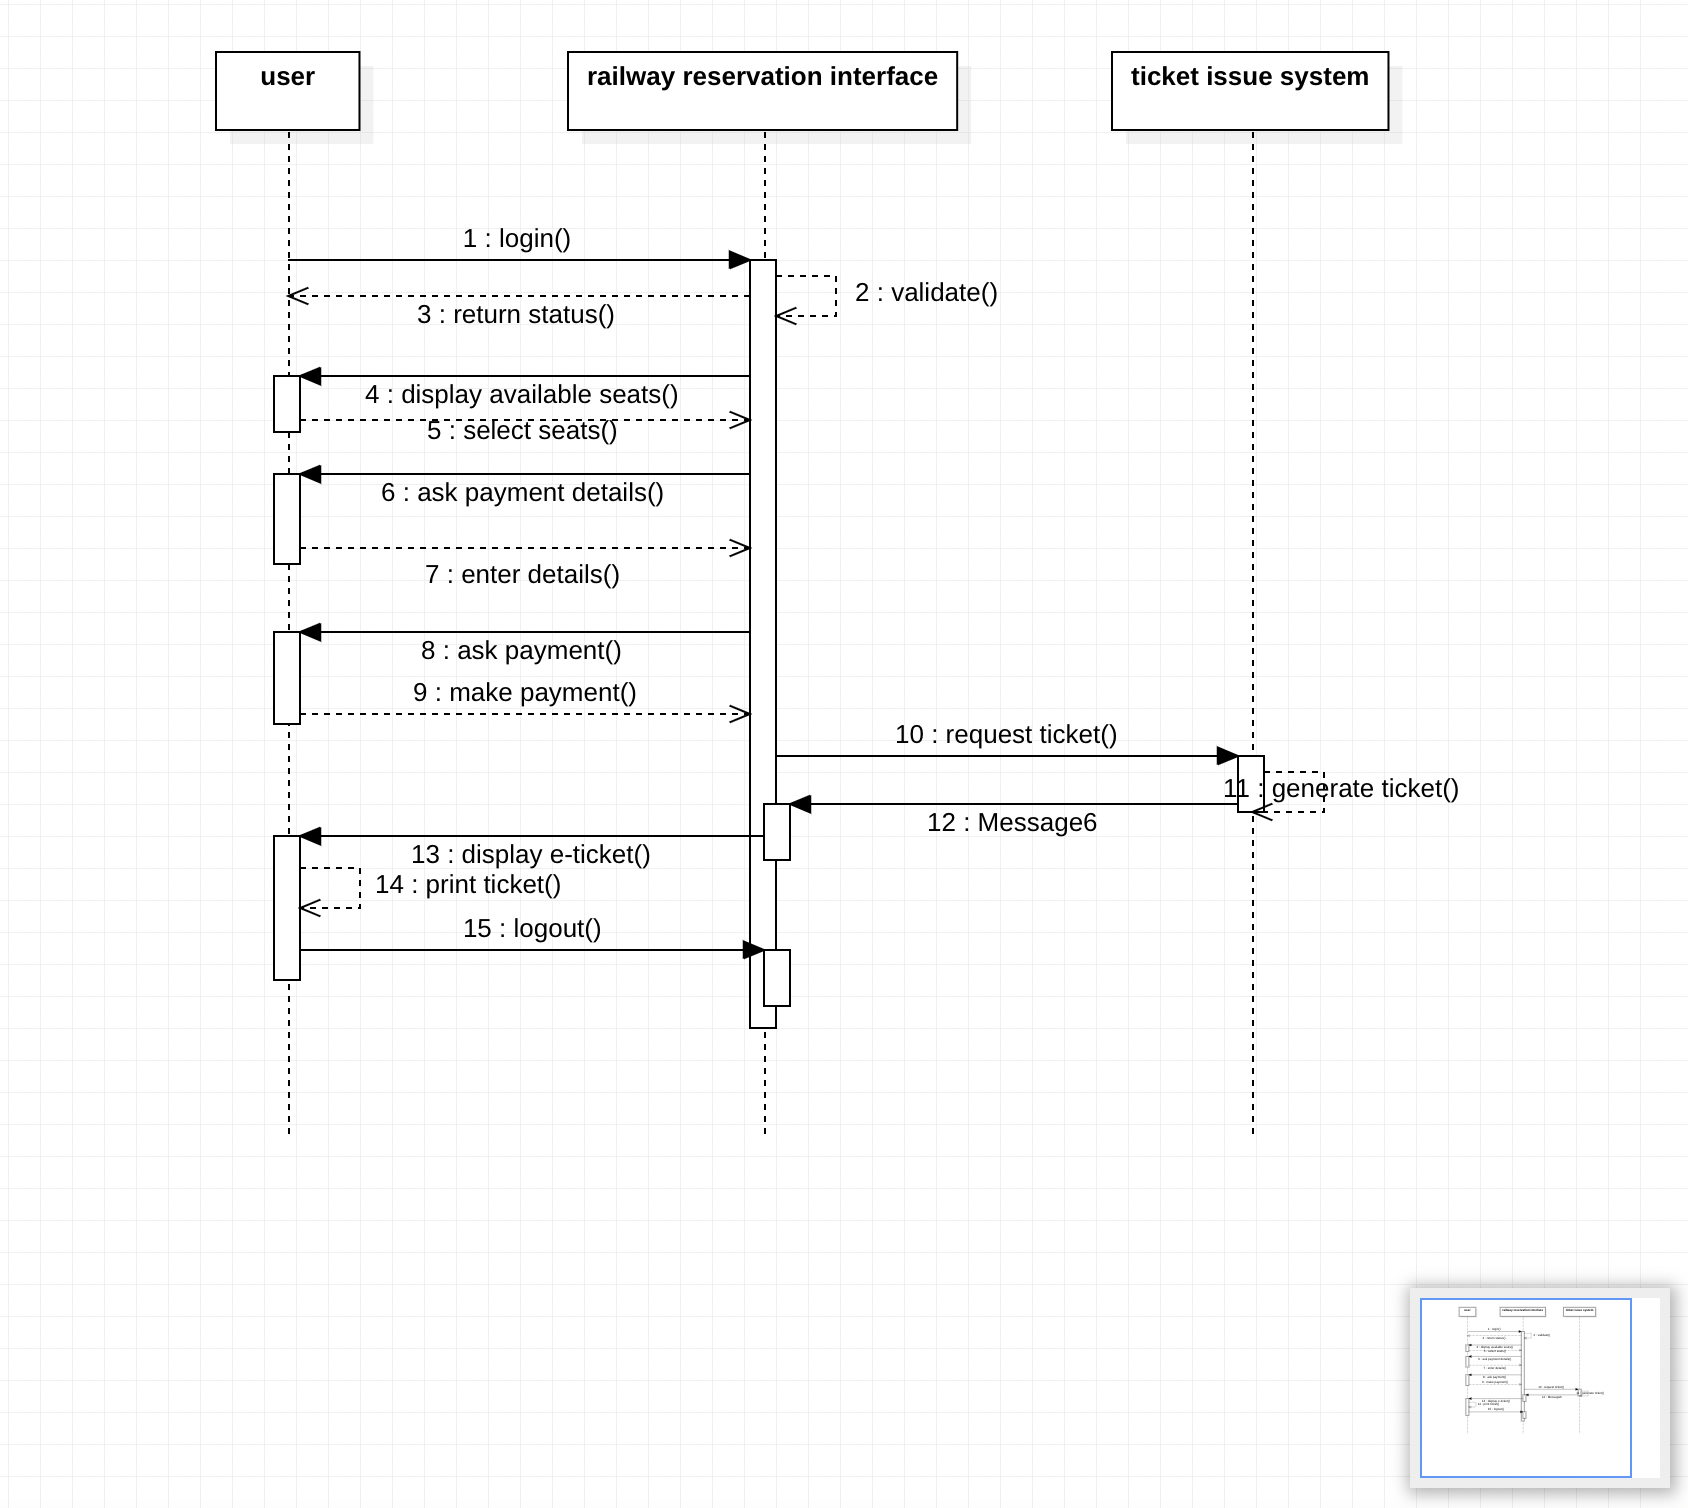 user
railway reservation interface
ticket issue system
1 : login()
2 : validate()
3 : return status()
4 : display available seats()
5 : select seats()
6 : ask payment details()
7 : enter details()
8 : ask payment()
9 : make payment()
10 : request ticket()
11 : generate ticket()
12 : Message6
13 : display e-ticket()
14 : print ticket()
15 : logout()